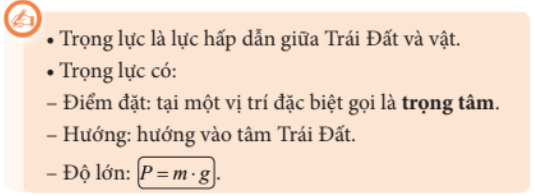 • Trọng lực là lực hấp dẫn giữa Trái Đất và vật.
• Trọng lực có:
– Điểm đặt: tại một vị trí đặc biệt gọi là trọng tâm.
– Hướng: hướng vào tâm Trái Đất.
– Độ lớn: P = m · g.